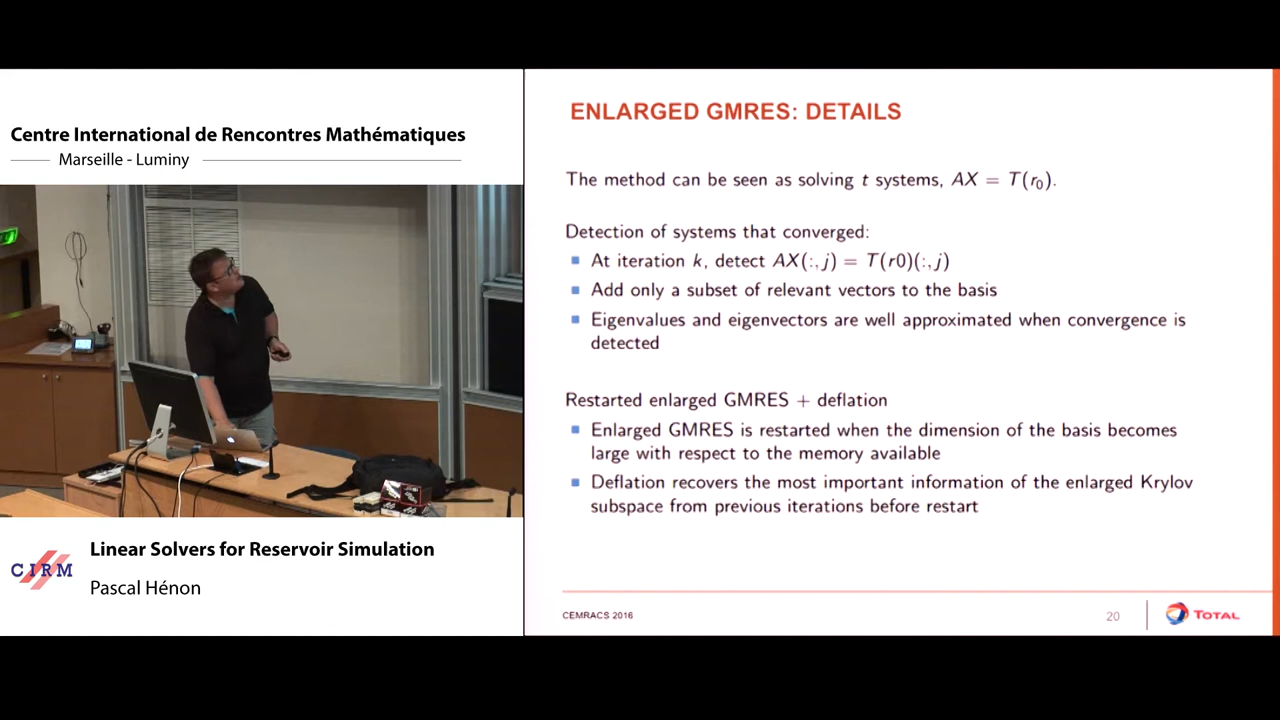 Centre International de Rencontres Mathématiques
Marseille - Luminy
CIRM
Linear Solvers for Reservoir Simulation
Pascal Hénon
ENLARGED GMRES: DETAILS
The method can be seen as solving t systems, AX = T(r₀).
Detection of systems that converged:
At iteration k, detect AX(:,j) = T(r0)(:,j)
Add only a subset of relevant vectors to the basis
Eigenvalues and eigenvectors are well approximated when convergence is
detected
Restarted enlarged GMRES + deflation
Enlarged GMRES is restarted when the dimension of the basis becomes
large with respect to the memory available
Deflation recovers the most important information of the enlarged Krylov
subspace from previous iterations before restart
CEMRACS 2016
20
TOTAL